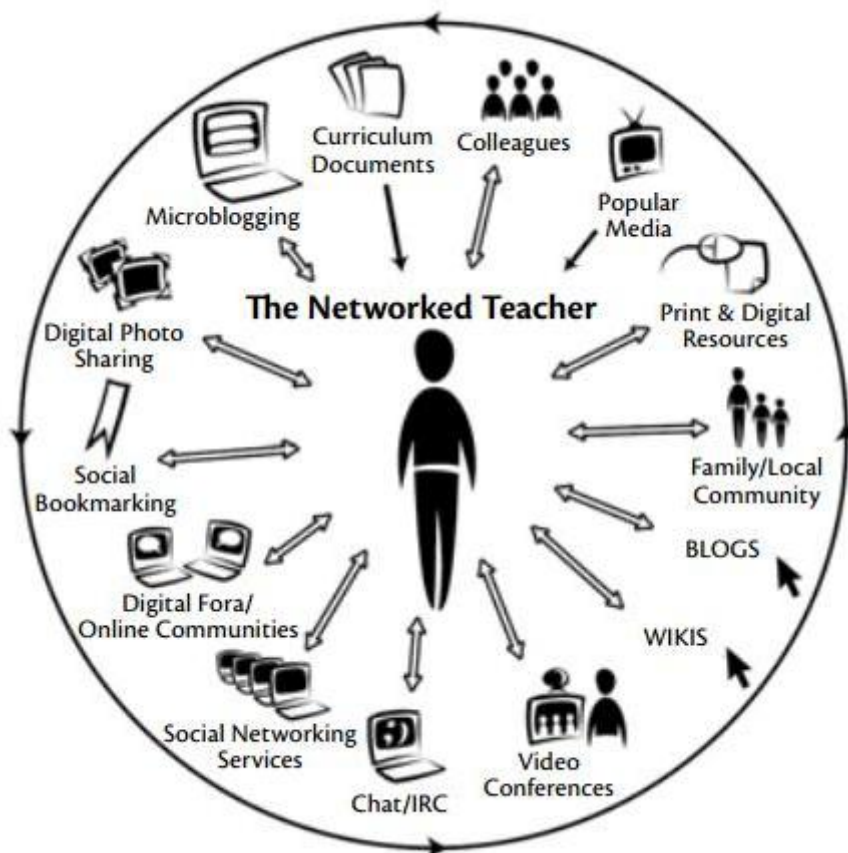 Curriculum
Documents
Colleagues
Microblogging
Popular
Media
The Networked Teacher
Digital Photo
Sharing
Print & Digital
Resources
Social
Bookmarking
Family/Local
Community
BLOGS
Digital Fora/
Online Communities
WIKIS
Social Networking
Services
Video
Conferences
Chat/IRC